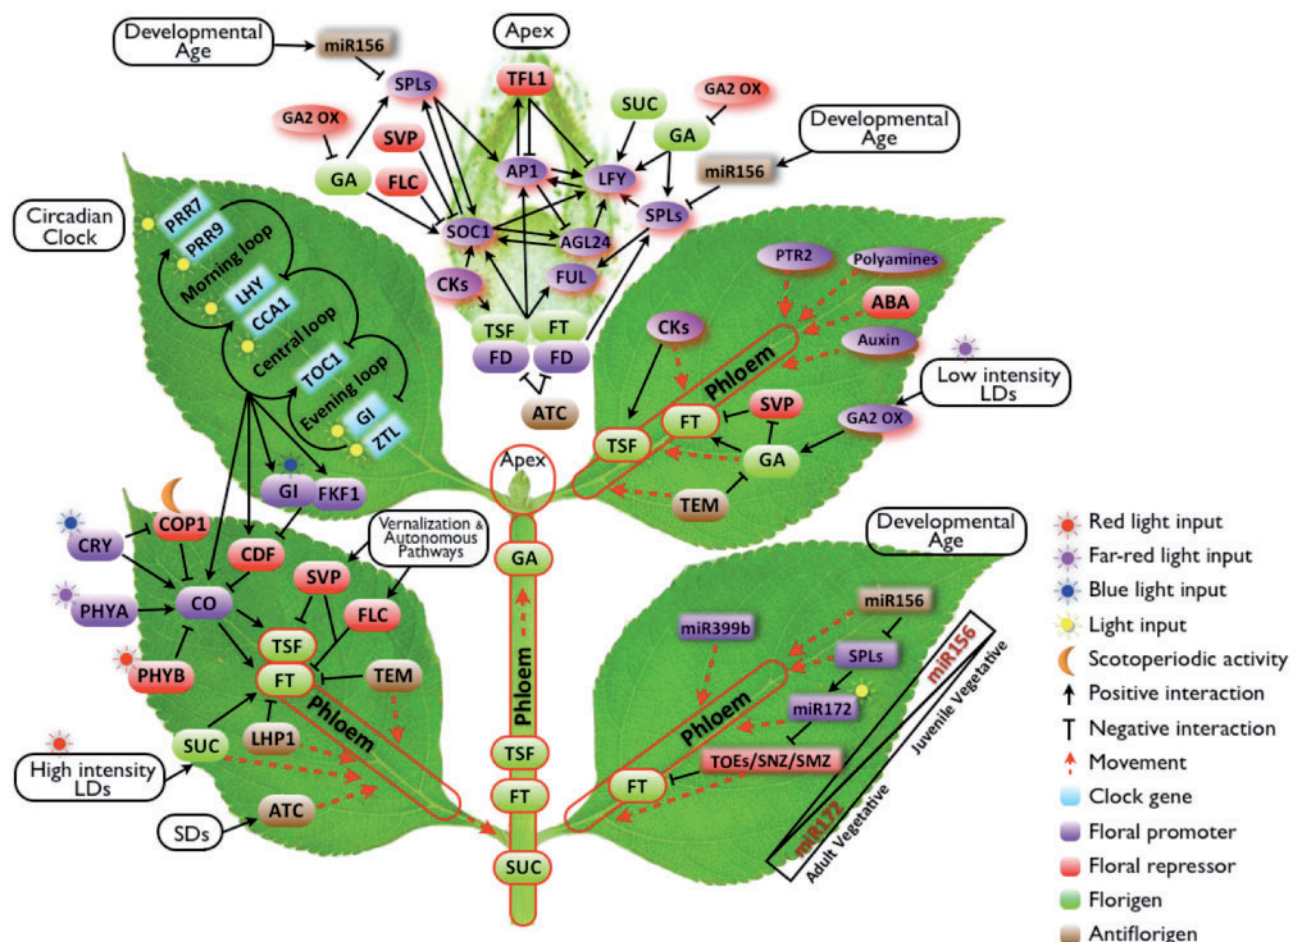 Developmental
Age
miR156
SPLs
GA2 OX
SVP
GA
FLC
Apex
TFL1
SUC
GA2 OX
GA
Developmental
Age
miR156
AP1
LFY
SPLs
SOC1
AGL24
CKs
FUL
TSF
FT
FD
FD
ATC
Circadian
Clock
PRR7
PRR9
Morning loop
LHY
CCA1
Central loop
TOC1
Evening loop
GI
ZTL
PTR2
Polyamines
ABA
CKs
Auxin
Phloem
Low intensity
LDs
SVP
FT
GA2 OX
TSF
GA
TEM
Apex
GI
FKF1
COP1
CRY
CDF
Vernalization &
Autonomous
Pathways
SVP
PHYA
CO
FLC
TSF
PHYB
FT
TEM
SUC
LHP1
Phloem
High intensity
LDs
ATC
SDs
GA
Phloem
TSF
FT
SUC
Developmental
Age
miR156
miR399b
SPLs
miR172
Phloem
TOEs/SNZ/SMZ
FT
miR156
Juvenile Vegetative
miR172
Adult Vegetative
Red light input
Far-red light input
Blue light input
Light input
Scotoperiodic activity
Positive interaction
Negative interaction
Movement
Clock gene
Floral promoter
Floral repressor
Florigen
Antiflorigen